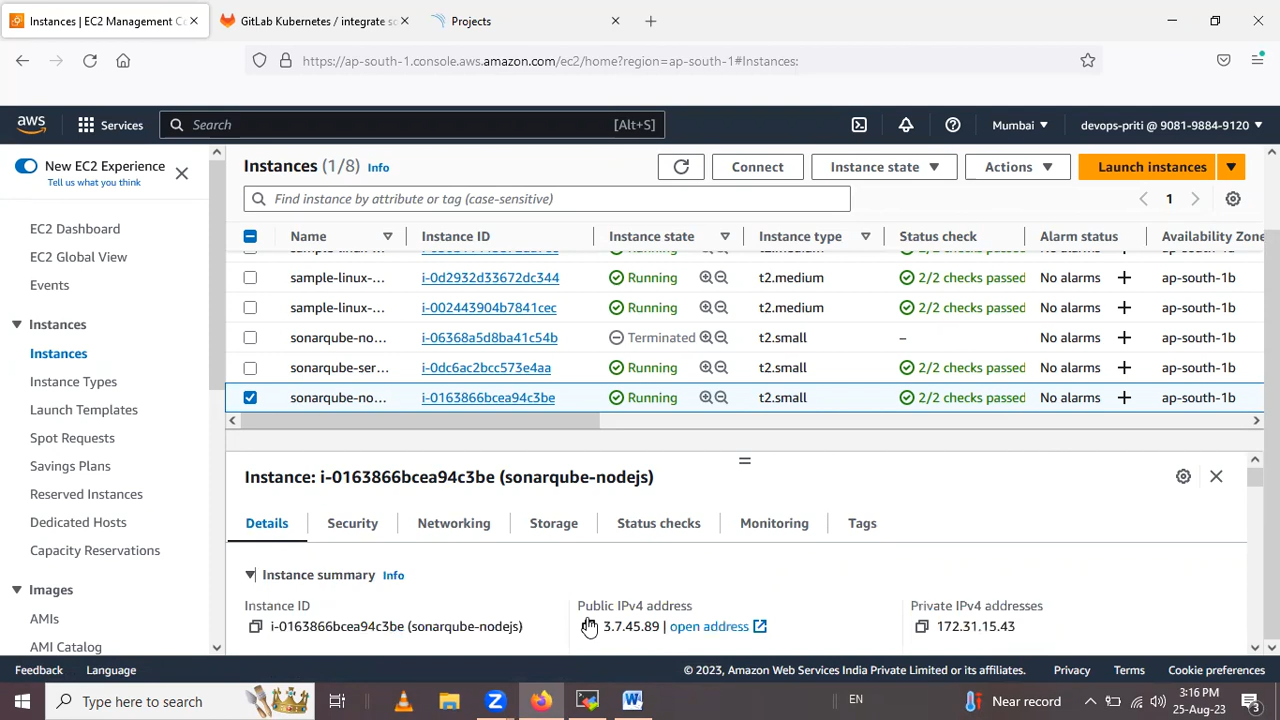 Instances | EC2 Management Co
GitLab Kubernetes / integrate sc
Projects
https://ap-south-1.console.aws.amazon.com/ec2/home?region=ap-south-1#Instances:
aws
Services
Search
[Alt+S]
Mumbai
devops-priti @ 9081-9884-9120
New EC2 Experience
Tell us what you think
EC2 Dashboard
EC2 Global View
Events
Instances
Instances
Instance Types
Launch Templates
Spot Requests
Savings Plans
Reserved Instances
Dedicated Hosts
Capacity Reservations
Images
AMIs
AMI Catalog
Instances (1/8) Info
Connect
Instance state
Actions
Launch instances
Find instance by attribute or tag (case-sensitive)
1
Name Instance ID Instance state Instance type Status check Alarm status Availability Zone
sample-linux-... i-0d2932d33672dc344 Running t2.medium 2/2 checks passed No alarms ap-south-1b
sample-linux-... i-002443904b7841cec Running t2.medium 2/2 checks passed No alarms ap-south-1b
sonarqube-no... i-06368a5d8ba41c54b Terminated t2.small – No alarms ap-south-1b
sonarqube-ser... i-0dc6ac2bcc573e4aa Running t2.small 2/2 checks passed No alarms ap-south-1b
sonarqube-no... i-0163866bcea94c3be Running t2.small 2/2 checks passed No alarms ap-south-1b
Instance: i-0163866bcea94c3be (sonarqube-nodejs)
Details Security Networking Storage Status checks Monitoring Tags
Instance summary Info
Instance ID Public IPv4 address Private IPv4 addresses
i-0163866bcea94c3be (sonarqube-nodejs) 3.7.45.89 | open address 172.31.15.43
Feedback Language © 2023, Amazon Web Services India Private Limited or its affiliates. Privacy Terms Cookie preferences
Type here to search
EN
Near record
3:16 PM
25-Aug-23
3